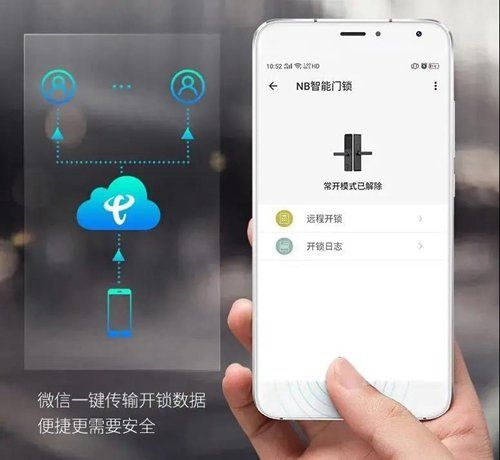 10:52
HD
NB智能门锁
常开模式已解除
远程开锁
开锁日志
微信一键传输开锁数据
便捷更需要安全